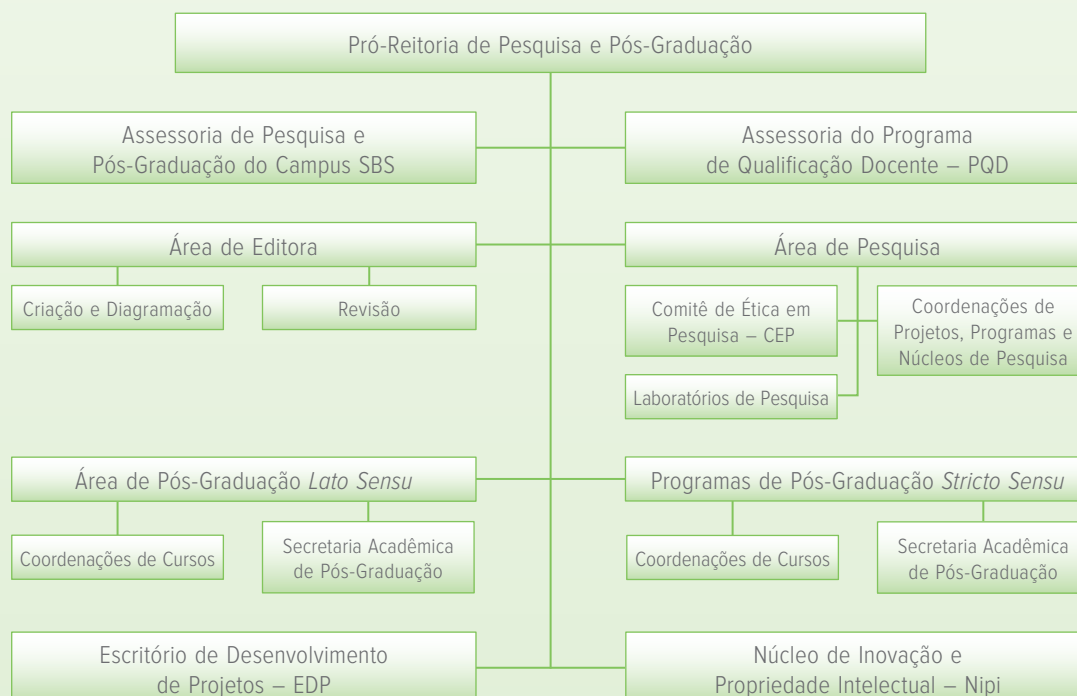 Pró-Reitoria de Pesquisa e Pós-Graduação
Assessoria de Pesquisa e
Pós-Graduação do Campus SBS
Assessoria do Programa
de Qualificação Docente – PQD
Área de Editora
Área de Pesquisa
Criação e Diagramação
Revisão
Comitê de Ética em
Pesquisa – CEP
Coordenações de
Projetos, Programas e
Núcleos de Pesquisa
Laboratórios de Pesquisa
Área de Pós-Graduação Lato Sensu
Programas de Pós-Graduação Stricto Sensu
Coordenações de Cursos
Secretaria Acadêmica
de Pós-Graduação
Coordenações de Cursos
Secretaria Acadêmica
de Pós-Graduação
Escritório de Desenvolvimento
de Projetos – EDP
Núcleo de Inovação e
Propriedade Intelectual – Nipi